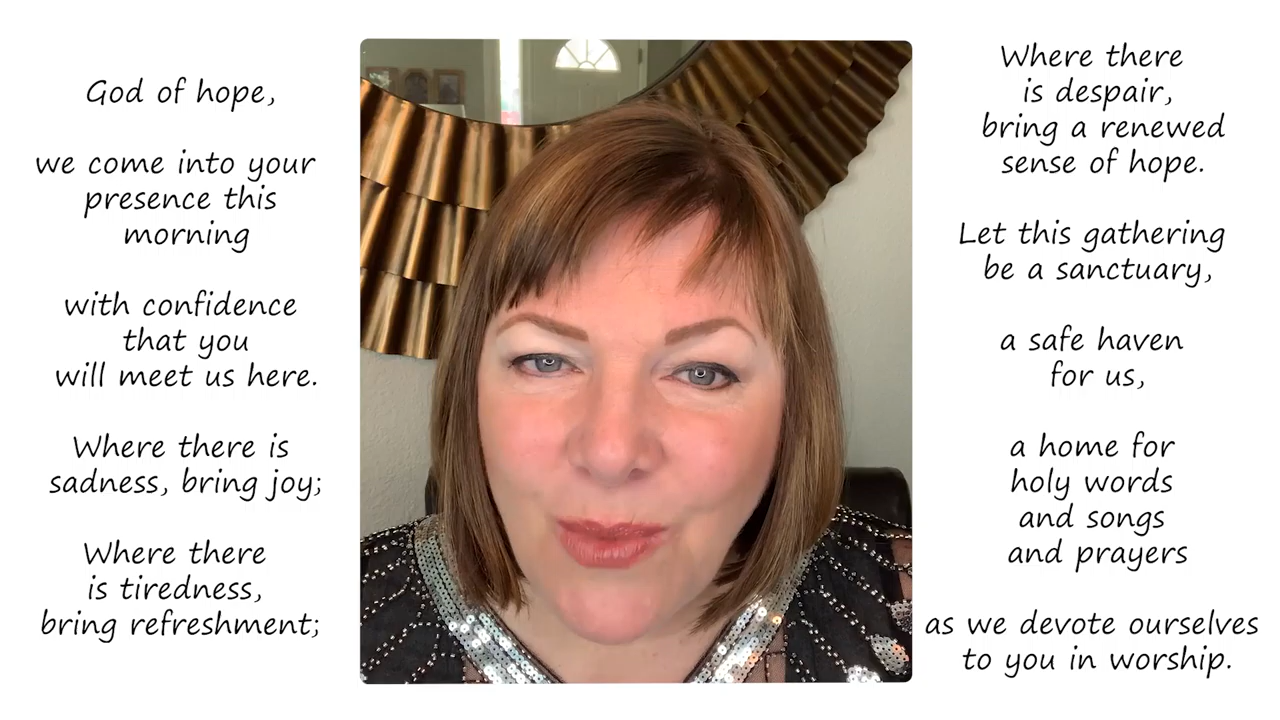 God of hope,
we come into your
presence this
morning
with confidence
that you
will meet us here.
Where there is
sadness, bring joy;
Where there
is tiredness,
bring refreshment;
Where there
is despair,
bring a renewed
sense of hope.
Let this gathering
be a sanctuary,
a safe haven
for us,
a home for
holy words
and songs
and prayers
as we devote ourselves
to you in worship.